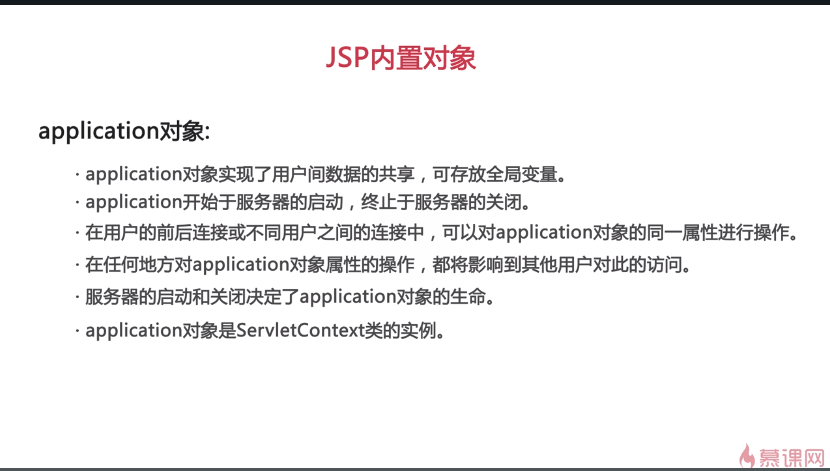 JSP内置对象
application对象:
· application对象实现了用户间数据的共享，可存放全局变量。
· application开始于服务器的启动，终止于服务器的关闭。
· 在用户的前后连接或不同用户之间的连接中，可以对application对象的同一属性进行操作。
· 在任何地方对application对象属性的操作，都将影响到其他用户对此的访问。
· 服务器的启动和关闭决定了application对象的生命。
· application对象是ServletContext类的实例。
慕课网